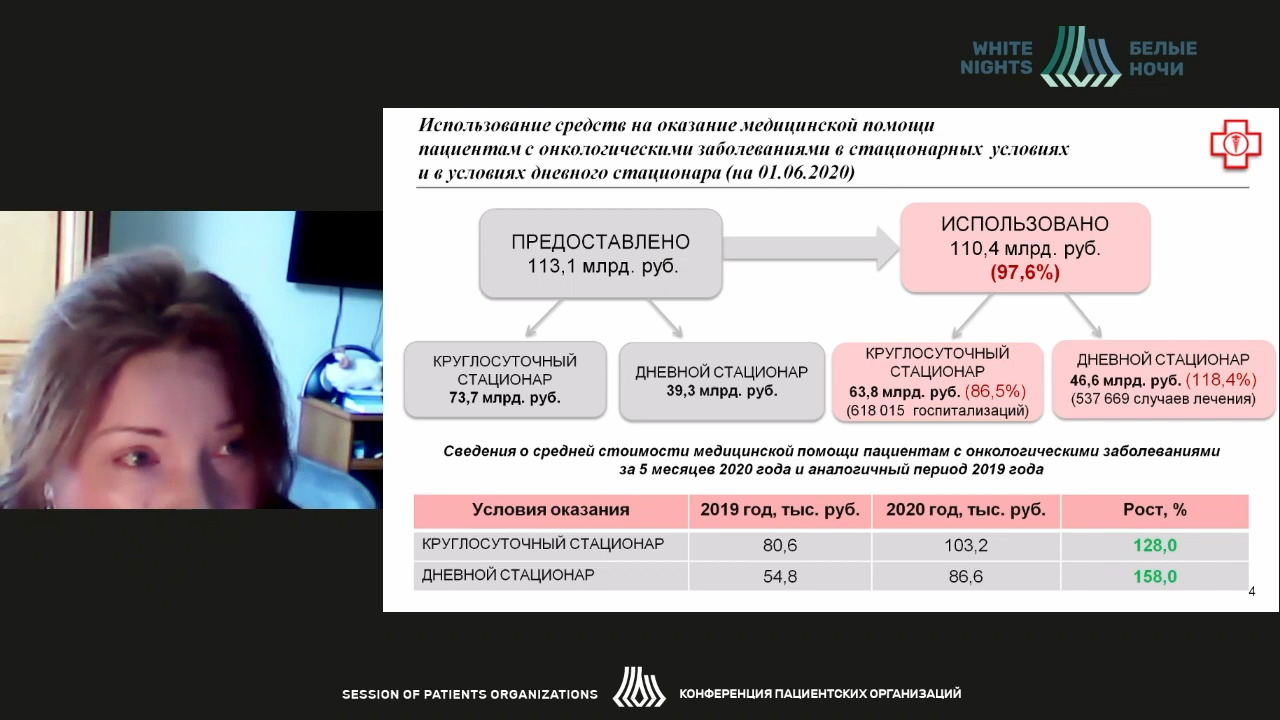 WHITE
NIGHTS
БЕЛЫЕ
НОЧИ
Использование средств на оказание медицинской помощи
пациентам с онкологическими заболеваниями в стационарных условиях
и в условиях дневного стационара (на 01.06.2020)
ПРЕДОСТАВЛЕНО
113,1 млрд. руб.
ИСПОЛЬЗОВАНО
110,4 млрд. руб.
(97,6%)
КРУГЛОСУТОЧНЫЙ
СТАЦИОНАР
73,7 млрд. руб.
ДНЕВНОЙ СТАЦИОНАР
39,3 млрд. руб.
КРУГЛОСУТОЧНЫЙ
СТАЦИОНАР
63,8 млрд. руб. (86,5%)
(618 015 госпитализаций)
ДНЕВНОЙ СТАЦИОНАР
46,6 млрд. руб. (118,4%)
(537 669 случаев лечения)
Сведения о средней стоимости медицинской помощи пациентам с онкологическими заболеваниями
за 5 месяцев 2020 года и аналогичный период 2019 года
Условия оказания 2019 год, тыс. руб. 2020 год, тыс. руб. Рост, %
КРУГЛОСУТОЧНЫЙ СТАЦИОНАР 80,6 103,2 128,0
ДНЕВНОЙ СТАЦИОНАР 54,8 86,6 158,0
4
SESSION OF PATIENTS ORGANIZATIONS
КОНФЕРЕНЦИЯ ПАЦИЕНТСКИХ ОРГАНИЗАЦИЙ